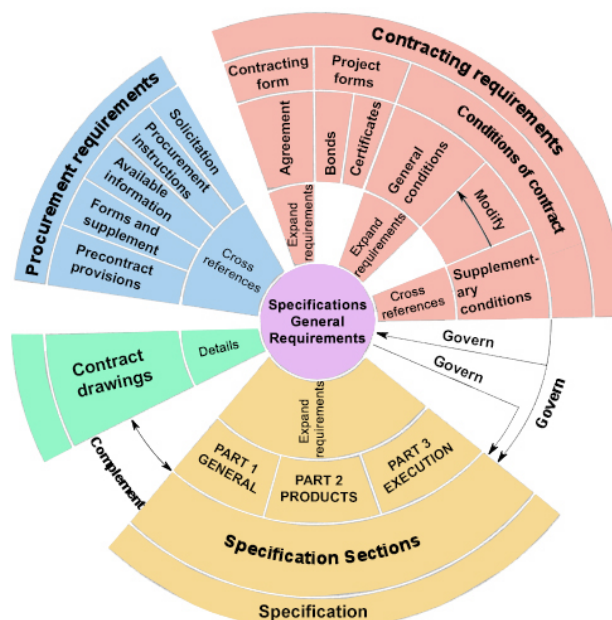 Contracting requirements
Contracting
form
Project
forms
Conditions of contract
Agreement
Bonds
Certificates
General
conditions
Modify
Supplement-
ary
conditions
Expand
requirements
Expand
requirements
Cross
references
Procurement requirements
Solicitation
Procurement
instructions
Available
information
Forms and
supplement
Precontract
provisions
Cross
references
Specifications
General
Requirements
Govern
Govern
Govern
Contract
drawings
Details
Complement
Expand
requirements
PART 1
GENERAL
PART 2
PRODUCTS
PART 3
EXECUTION
Specification Sections
Specification